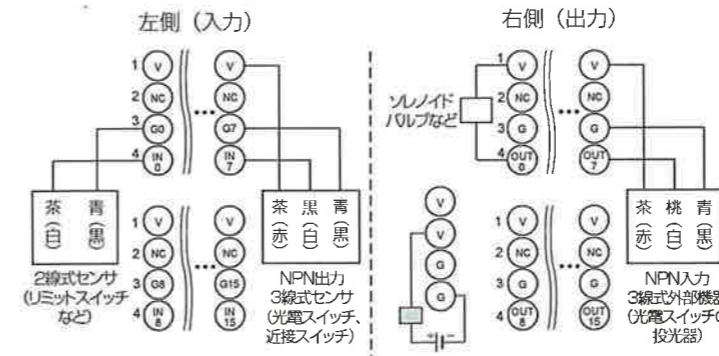 左側（入力）
右側（出力）
1 V
2 NC
3 G0
4 IN 0
V
NC
G7
IN 7
茶（白）
青（黒）
2線式センサ
（リミットスイッチ
など）
茶（赤）
黒（白）
青（黒）
NPN出力
3線式センサ
（光電スイッチ、
近接スイッチ）
1 V
2 NC
3 G8
4 IN 8
V
NC
G15
IN 15
ソレノイド
バルブなど
1 V
2 NC
3 G
4 OUT 0
V
NC
G
OUT 7
茶（赤）
桃（白）
青（黒）
NPN入力
3線式外部機器
（光電スイッチの
投光器）
V
V
G
G
+ -
1 V
2 NC
3 G
4 OUT 8
V
NC
G
OUT 15